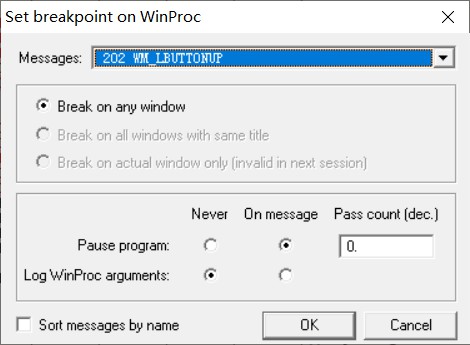 Set breakpoint on WinProc
Messages: 202 WM_LBUTTONUP
Break on any window
Break on all windows with same title
Break on actual window only (invalid in next session)
Never On message Pass count (dec.)
Pause program: 0.
Log WinProc arguments:
Sort messages by name OK Cancel